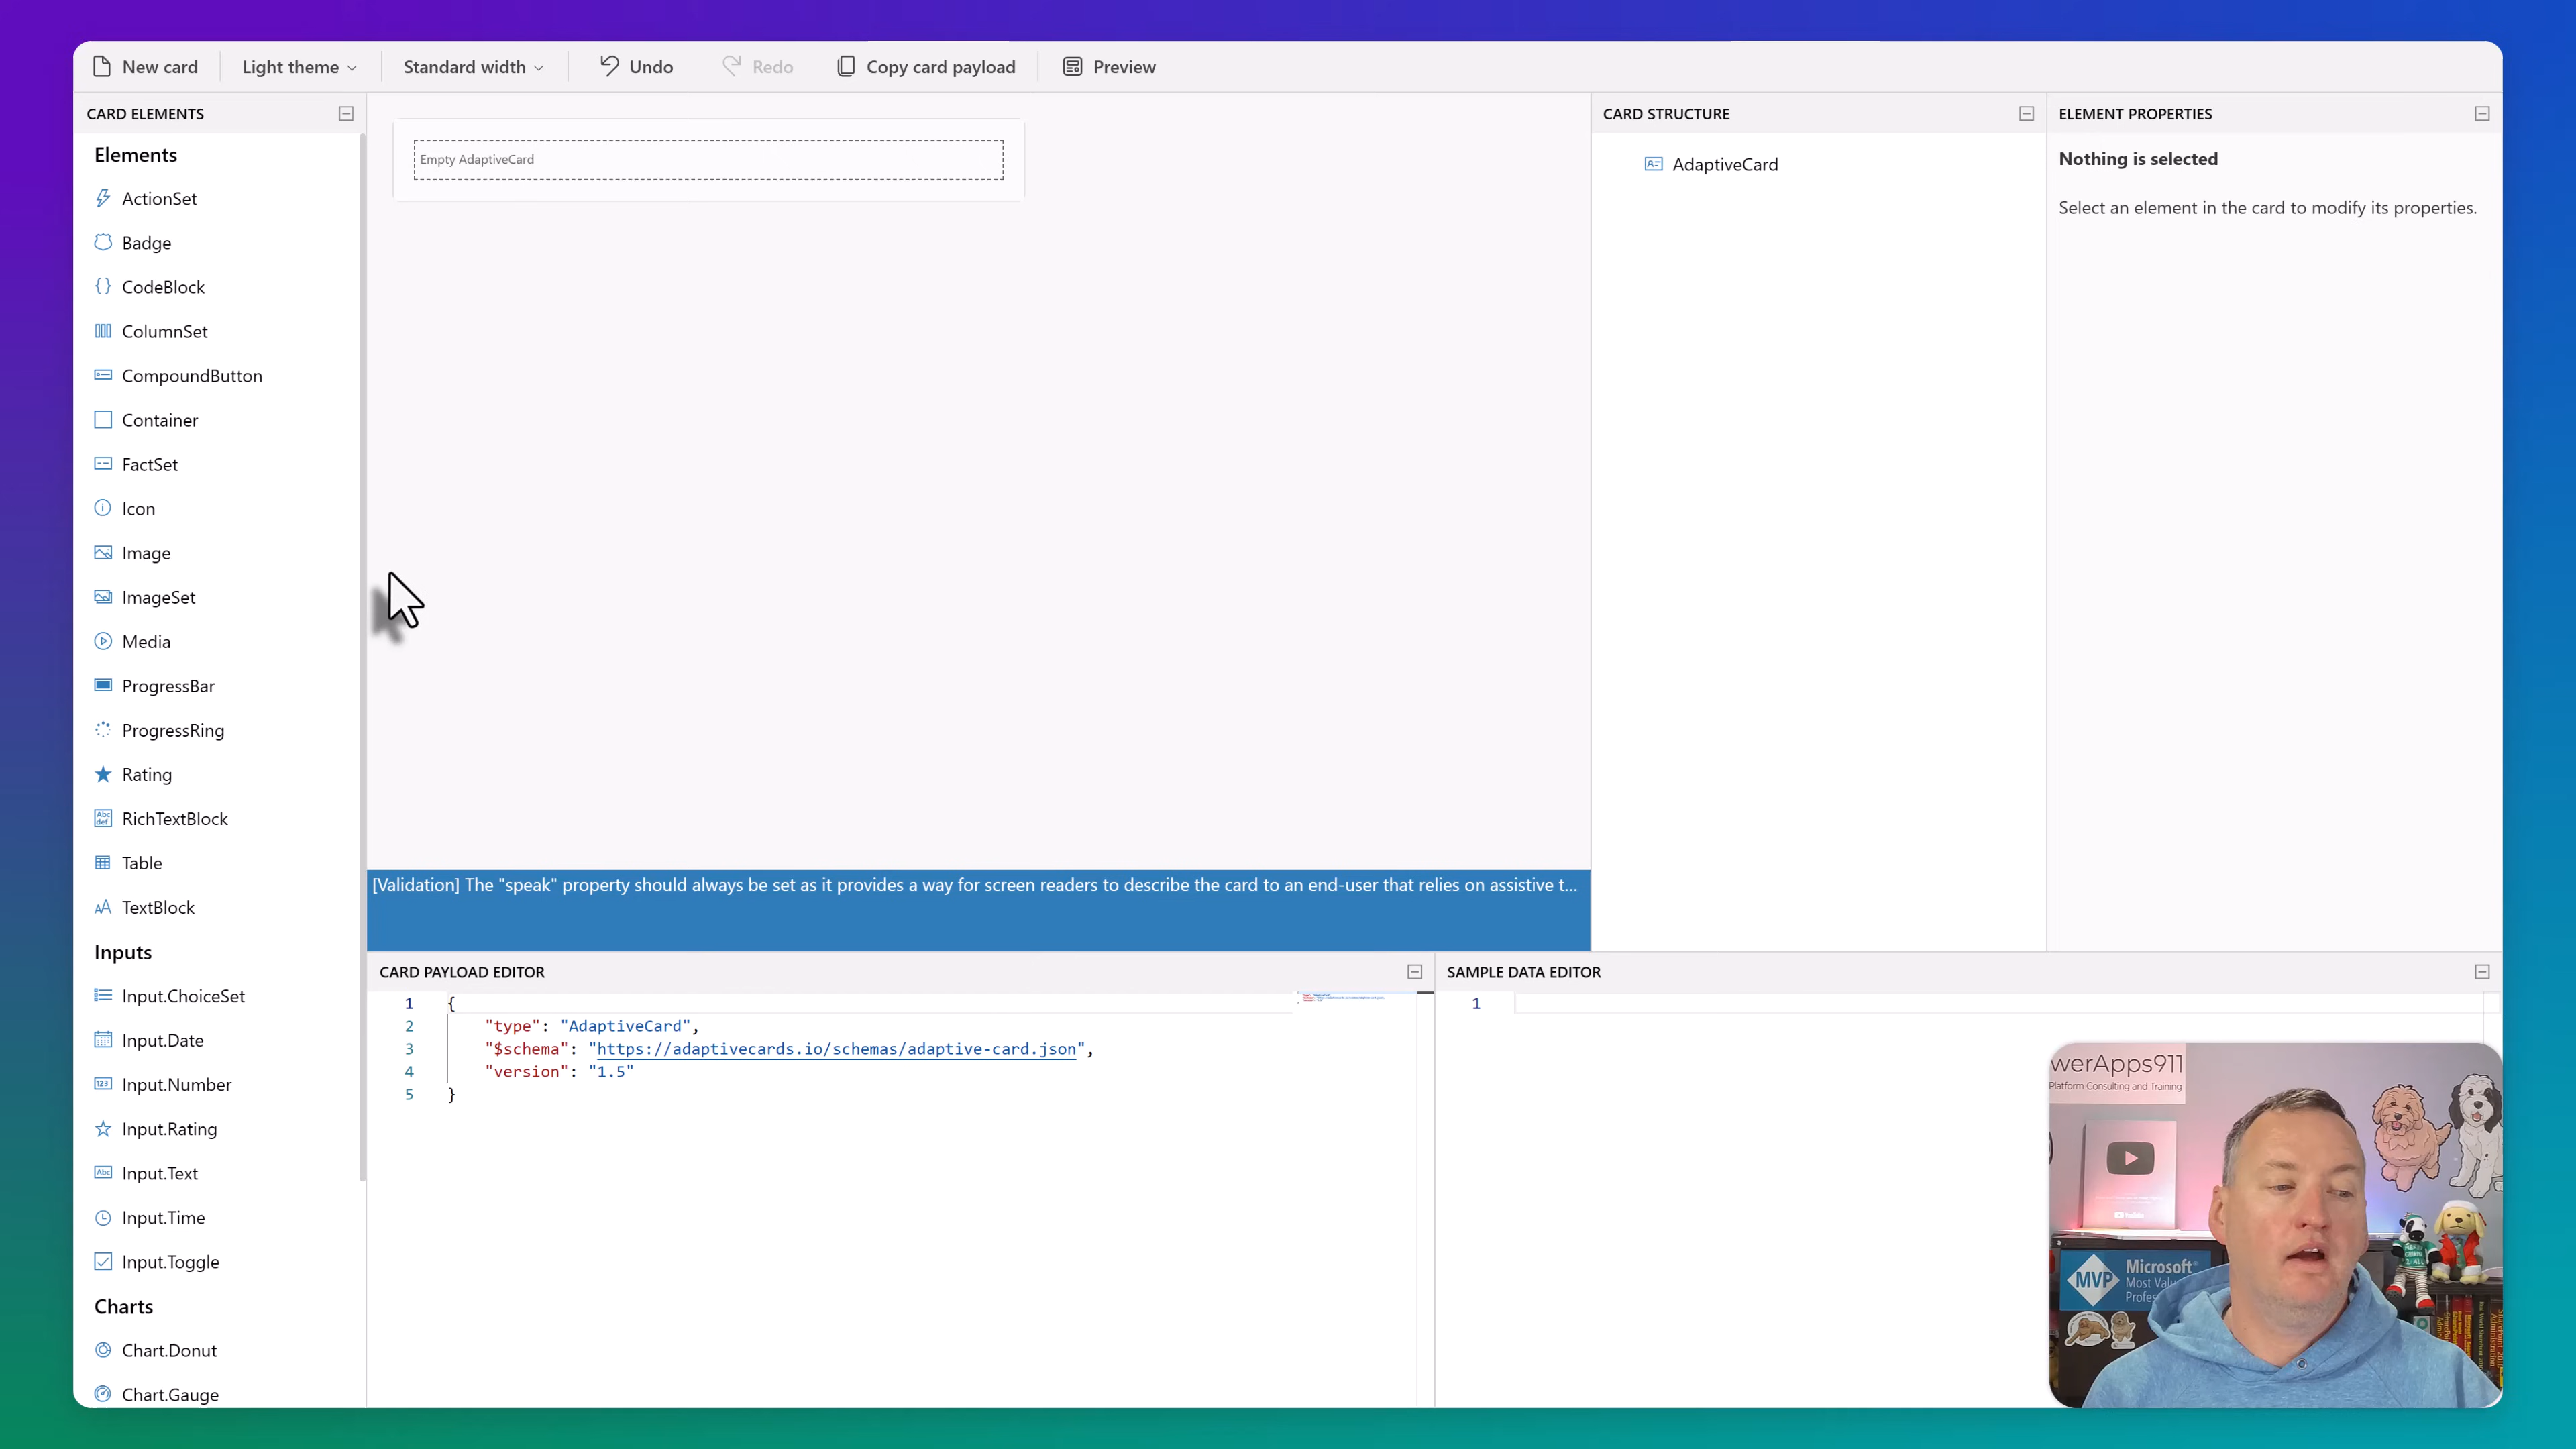 New card
Light theme
Standard width
Undo
Redo
Copy card payload
Preview
CARD ELEMENTS
Elements
ActionSet
Badge
CodeBlock
ColumnSet
CompoundButton
Container
FactSet
Icon
Image
ImageSet
Media
ProgressBar
ProgressRing
Rating
RichTextBlock
Table
TextBlock
Inputs
Input.ChoiceSet
Input.Date
Input.Number
Input.Rating
Input.Text
Input.Time
Input.Toggle
Charts
Chart.Donut
Chart.Gauge
Empty AdaptiveCard
[Validation] The "speak" property should always be set as it provides a way for screen readers to describe the card to an end-user that relies on assistive t...
CARD STRUCTURE
AdaptiveCard
ELEMENT PROPERTIES
Nothing is selected
Select an element in the card to modify its properties.
CARD PAYLOAD EDITOR
1 {
2 "type": "AdaptiveCard",
3 "$schema": "https://adaptivecards.io/schemas/adaptive-card.json",
4 "version": "1.5"
5 }
SAMPLE DATA EDITOR
1
werApps911
Platform Consulting and Training
YouTube
MVP
Microsoft
Most Valu
Profess